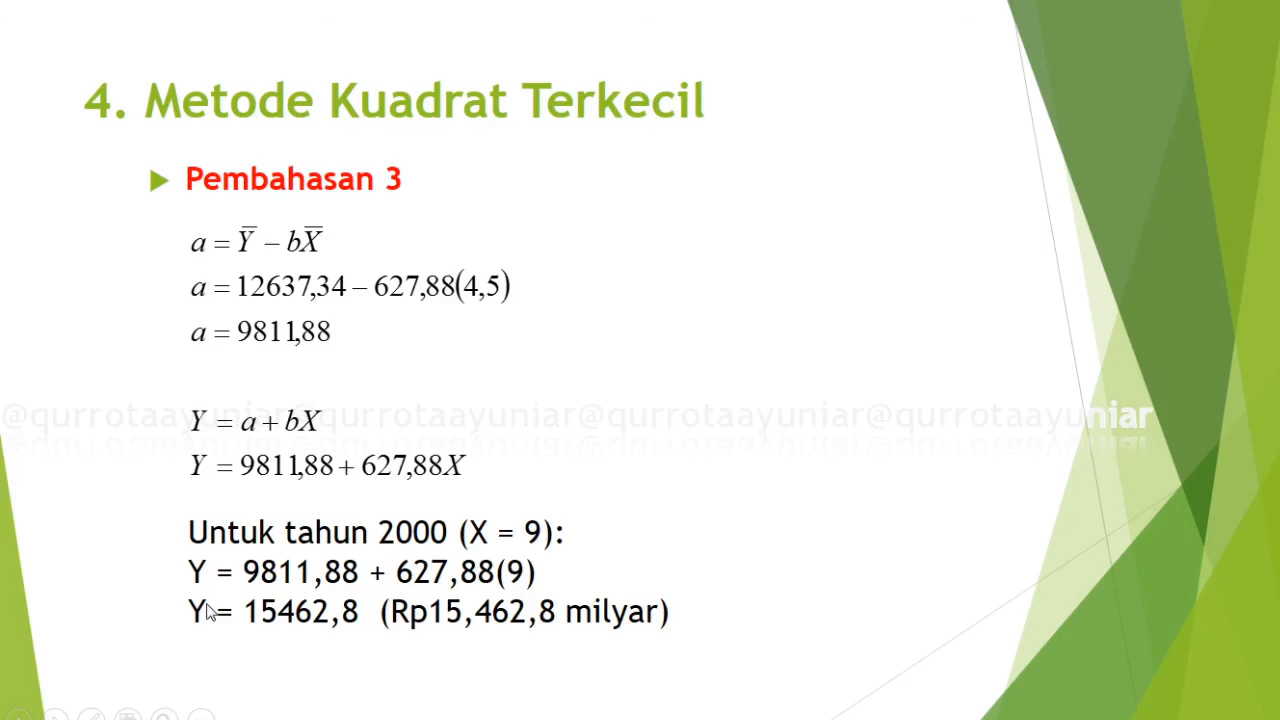 4. Metode Kuadrat Terkecil
Pembahasan 3
a = Y̅ – bX̅
a = 12637,34 – 627,88(4,5)
a = 9811,88
@qurrotaayuniar@qurrotaayuniar@qurrotaayuniar@qurrotaayuniar
Y = a + bX
Y = 9811,88 + 627,88X
Untuk tahun 2000 (X = 9):
Y = 9811,88 + 627,88(9)
Y = 15462,8 (Rp15,462,8 milyar)